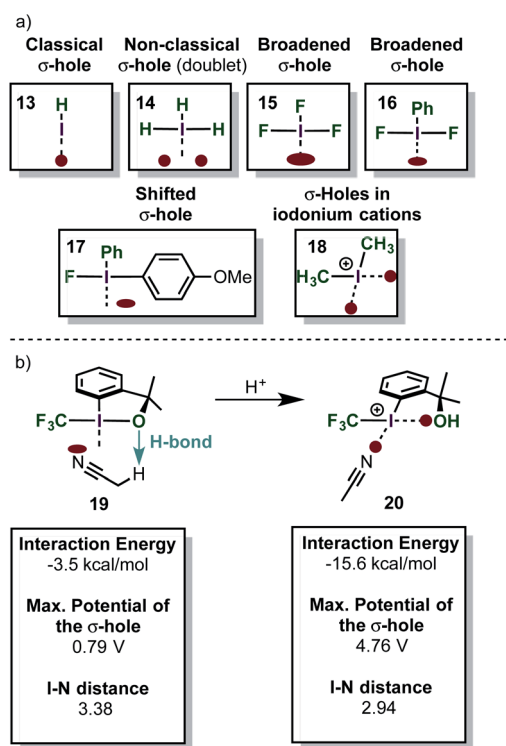 a)
Classical
σ-hole
Non-classical
σ-hole (doublet)
Broadened
σ-hole
Broadened
σ-hole
13
H
I
14
H
H I H
15
F
F I F
16
Ph
F I F
Shifted
σ-hole
σ-Holes in
iodonium cations
17
Ph
F I OMe
18
CH3
⊕
H3C I
b)
H+
F3C I O
H-bond
N H
19
⊕
F3C I OH
N
20
Interaction Energy
-3.5 kcal/mol
Max. Potential of
the σ-hole
0.79 V
I-N distance
3.38
Interaction Energy
-15.6 kcal/mol
Max. Potential of
the σ-hole
4.76 V
I-N distance
2.94